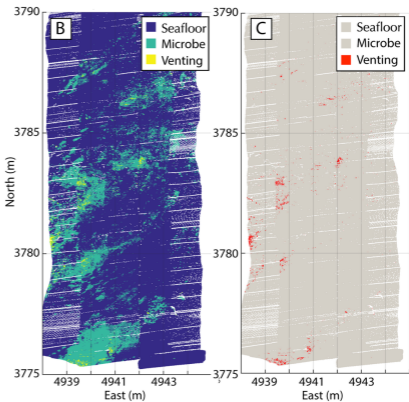 B
Seafloor
Microbe
Venting
C
Seafloor
Microbe
Venting
North (m)
3790
3785
3780
3775
3790
3785
3780
3775
4939 4941 4943
East (m)
4939 4941 4943
East (m)